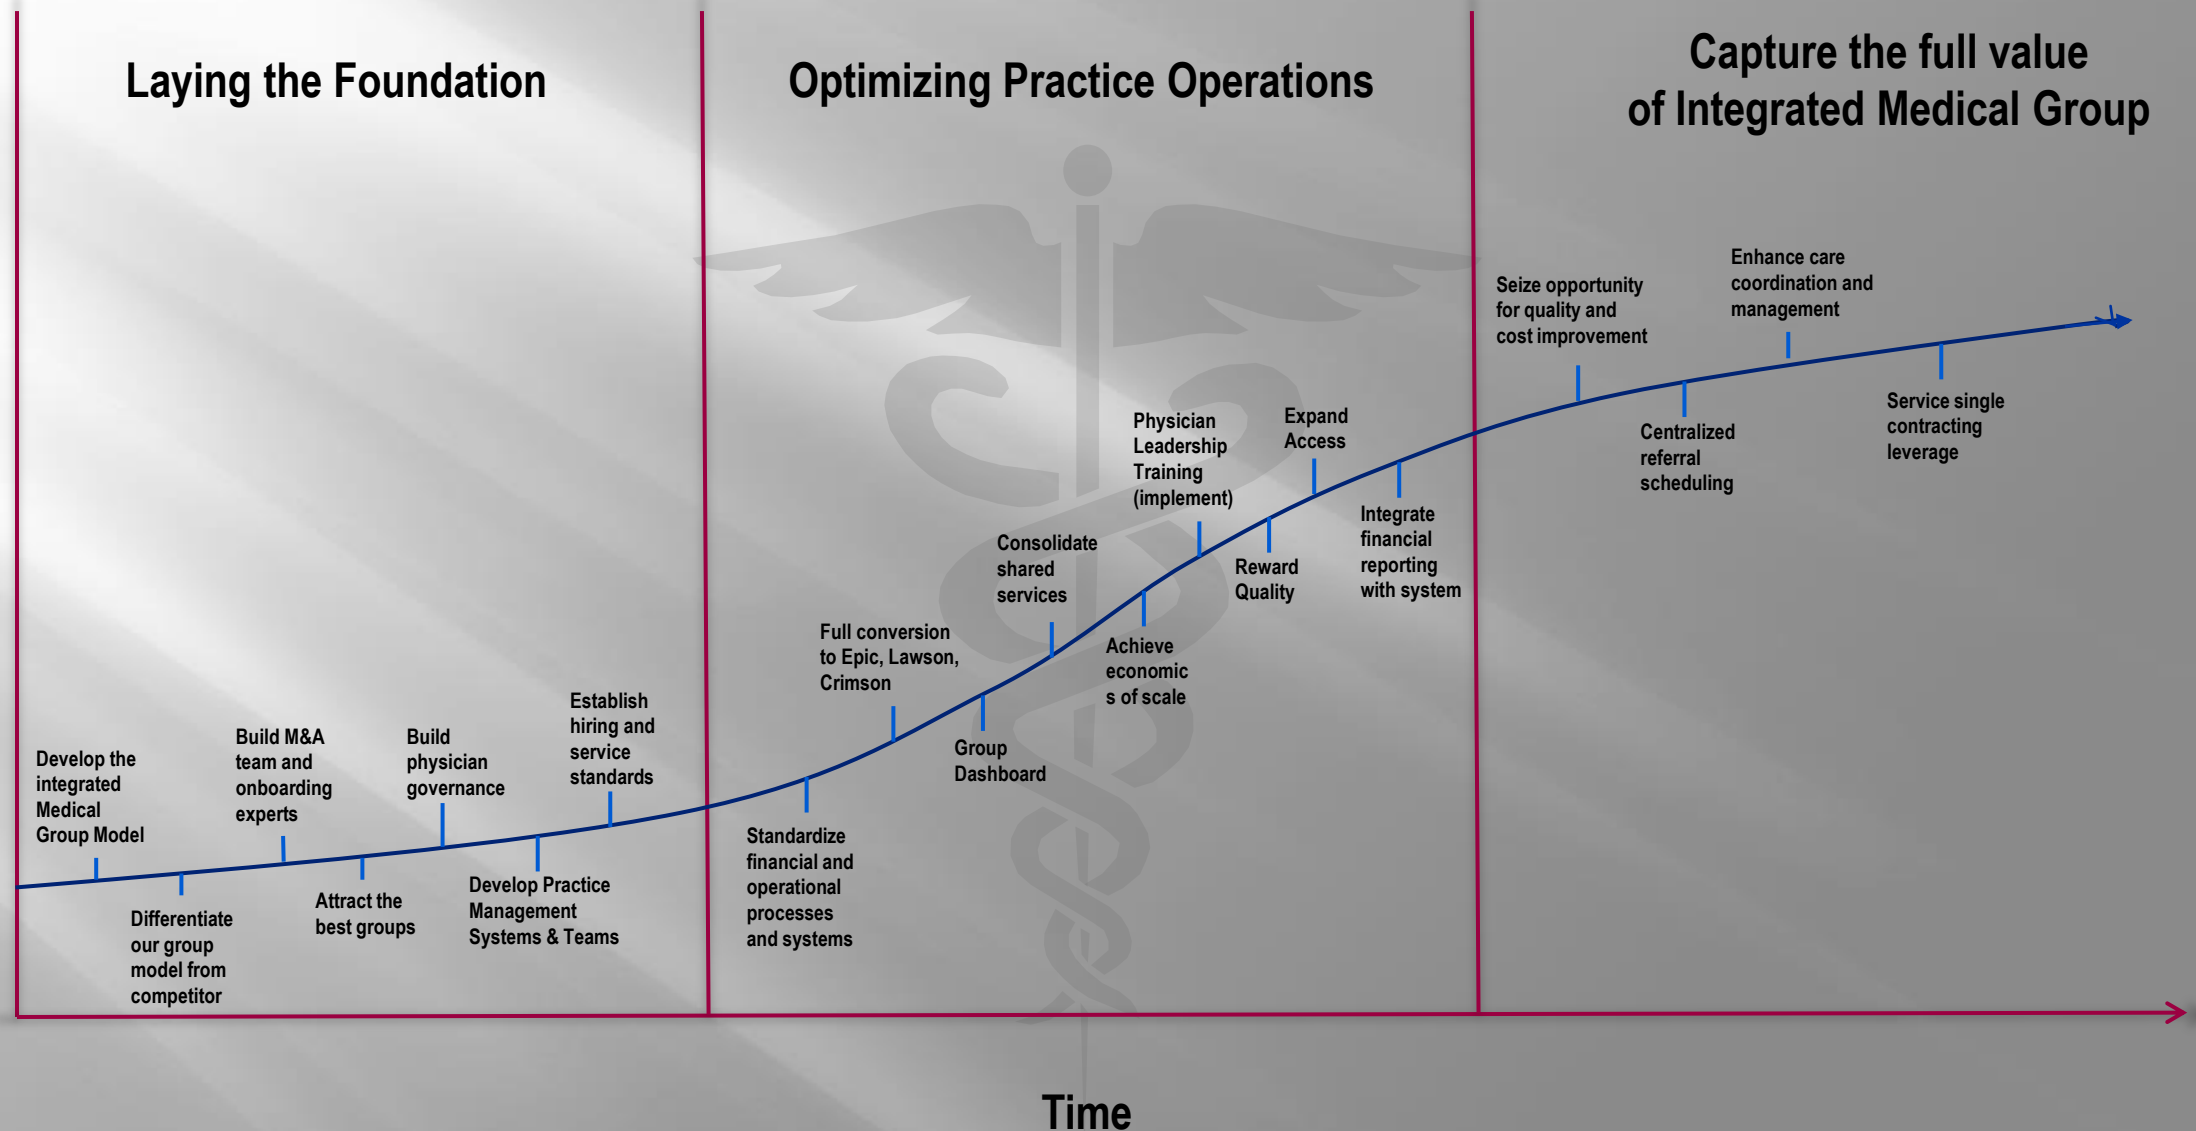 Laying the Foundation
Optimizing Practice Operations
Capture the full value
of Integrated Medical Group
Develop the
integrated
Medical
Group Model
Differentiate
our group
model from
competitor
Build M&A
team and
onboarding
experts
Attract the
best groups
Build
physician
governance
Develop Practice
Management
Systems & Teams
Establish
hiring and
service
standards
Standardize
financial and
operational
processes
and systems
Full conversion
to Epic, Lawson,
Crimson
Group
Dashboard
Consolidate
shared
services
Achieve
economic
s of scale
Physician
Leadership
Training
(implement)
Reward
Quality
Expand
Access
Integrate
financial
reporting
with system
Seize opportunity
for quality and
cost improvement
Centralized
referral
scheduling
Enhance care
coordination and
management
Service single
contracting
leverage
Time